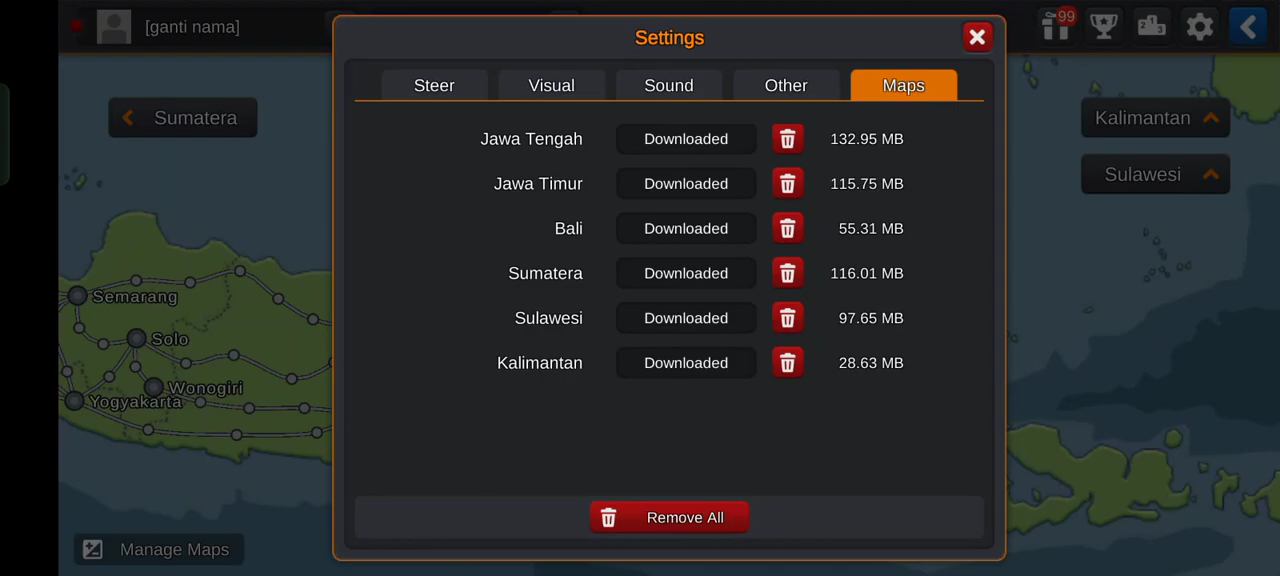 [ganti nama]
99
Settings
Steer
Visual
Sound
Other
Maps
Sumatera
Kalimantan
Sulawesi
Jawa Tengah Downloaded 132.95 MB
Jawa Timur Downloaded 115.75 MB
Bali Downloaded 55.31 MB
Sumatera Downloaded 116.01 MB
Sulawesi Downloaded 97.65 MB
Kalimantan Downloaded 28.63 MB
Semarang
Solo
Wonogiri
Yogyakarta
Remove All
Manage Maps